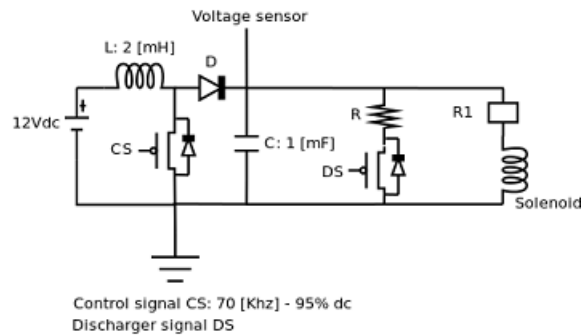 Voltage sensor
L: 2 [mH]
D
+
12Vdc
CS
C: 1 [mF]
R
DS
R1
Solenoid
Control signal CS: 70 [Khz] - 95% dc
Discharger signal DS